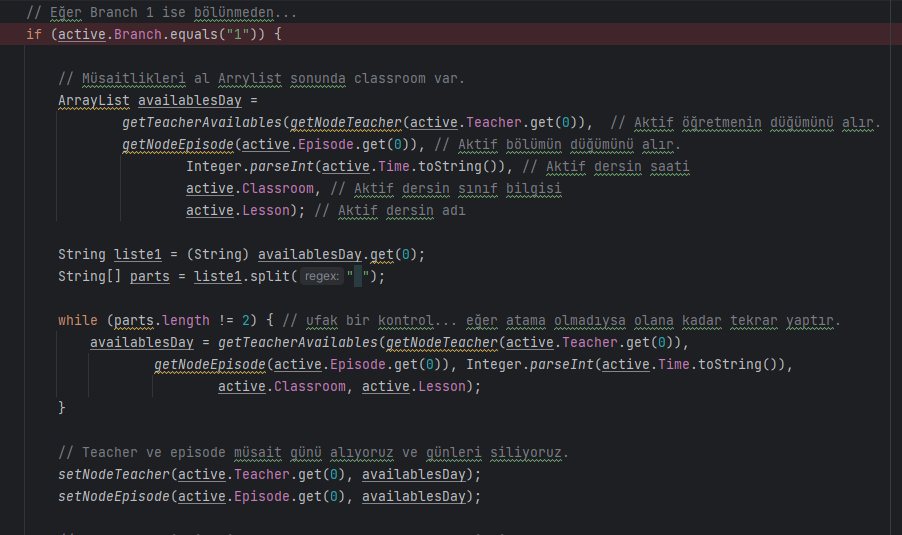 // Eğer Branch 1 ise bölünmeden...
if (active.Branch.equals("1")) {
// Müsaitlikleri al Arrylist sonunda classroom var.
ArrayList availablesDay =
getTeacherAvailables(getNodeTeacher(active.Teacher.get(0)), // Aktif öğretmenin düğümünü alır.
getNodeEpisode(active.Episode.get(0)), // Aktif bölümün düğümünü alır.
Integer.parseInt(active.Time.toString()), // Aktif dersin saati
active.Classroom, // Aktif dersin sınıf bilgisi
active.Lesson); // Aktif dersin adı
String liste1 = (String) availablesDay.get(0);
String[] parts = liste1.split( regex: " ");
while (parts.length != 2) { // ufak bir kontrol... eğer atama olmadıysa olana kadar tekrar yaptır.
availablesDay = getTeacherAvailables(getNodeTeacher(active.Teacher.get(0)),
getNodeEpisode(active.Episode.get(0)), Integer.parseInt(active.Time.toString()),
active.Classroom, active.Lesson);
}
// Teacher ve episode müsait günü alıyoruz ve günleri siliyoruz.
setNodeTeacher(active.Teacher.get(0), availablesDay);
setNodeEpisode(active.Episode.get(0), availablesDay);